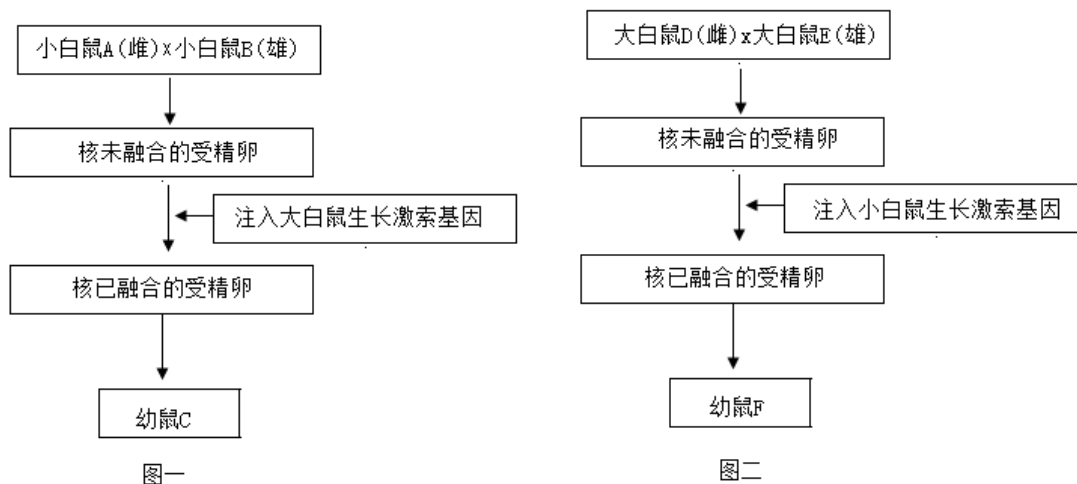 小白鼠A(雌)x小白鼠B(雄)
核未融合的受精卵
注入大白鼠生长激索基因
核已融合的受精卵
幼鼠C
图一
大白鼠D(雌)x大白鼠E(雄)
核未融合的受精卵
注入小白鼠生长激索基因
核已融合的受精卵
幼鼠F
图二